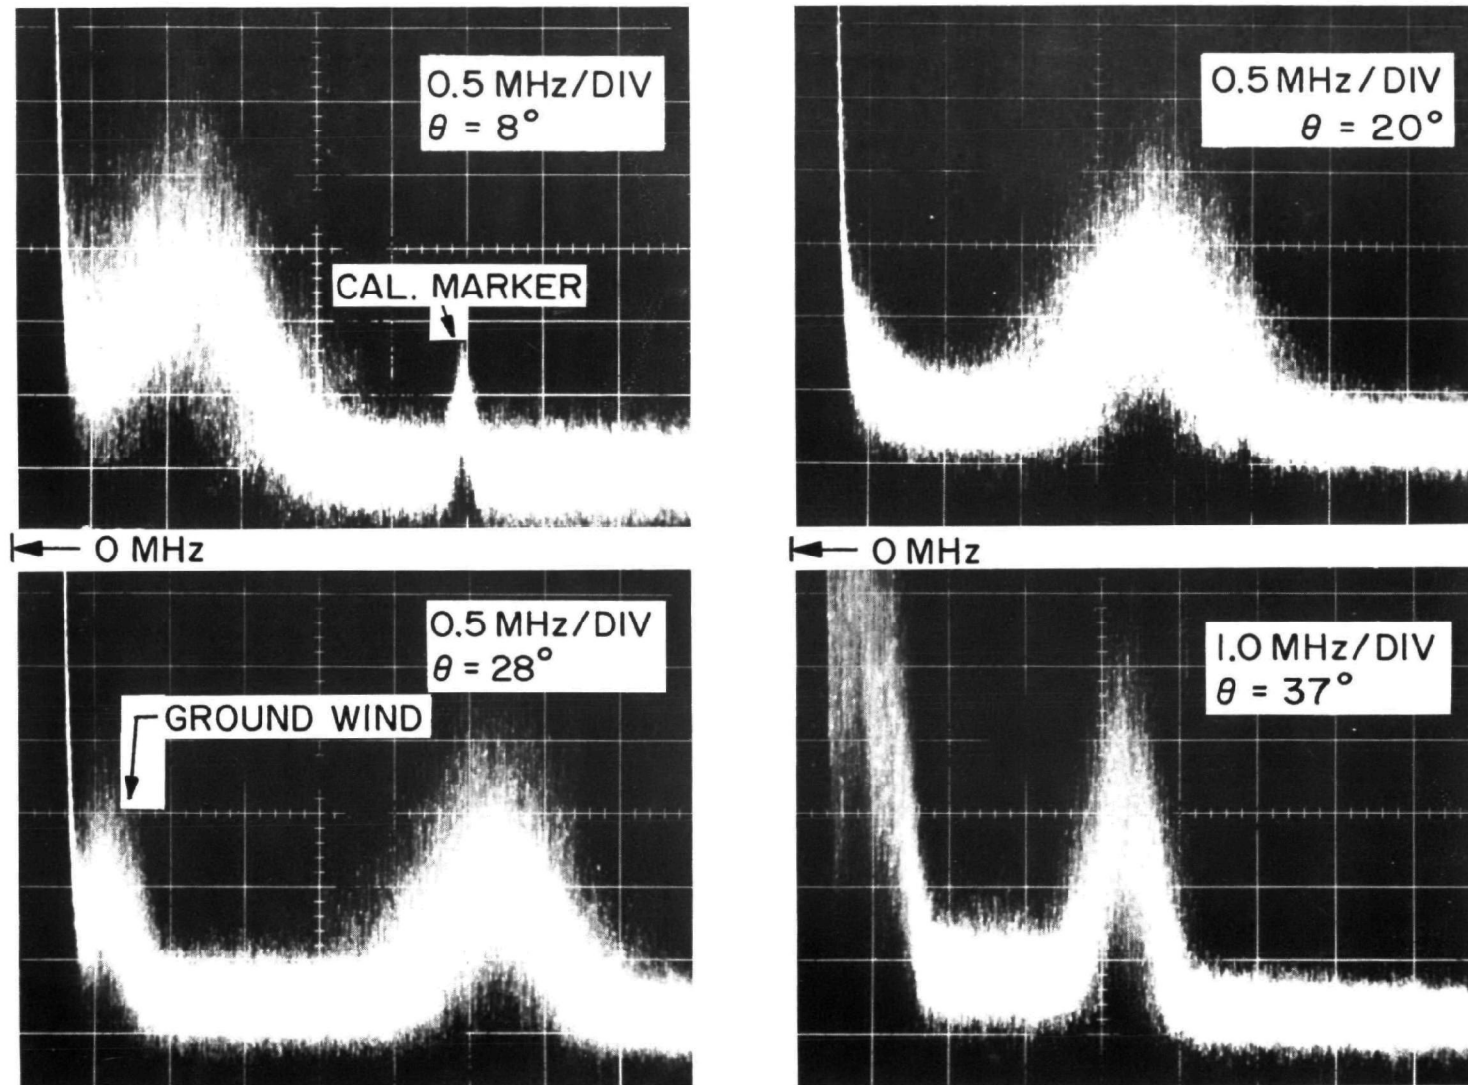 0.5 MHz/DIV
θ = 8°
CAL. MARKER
0.5 MHz/DIV
θ = 20°
0 MHz
0 MHz
0.5 MHz/DIV
θ = 28°
GROUND WIND
1.0 MHz/DIV
θ = 37°